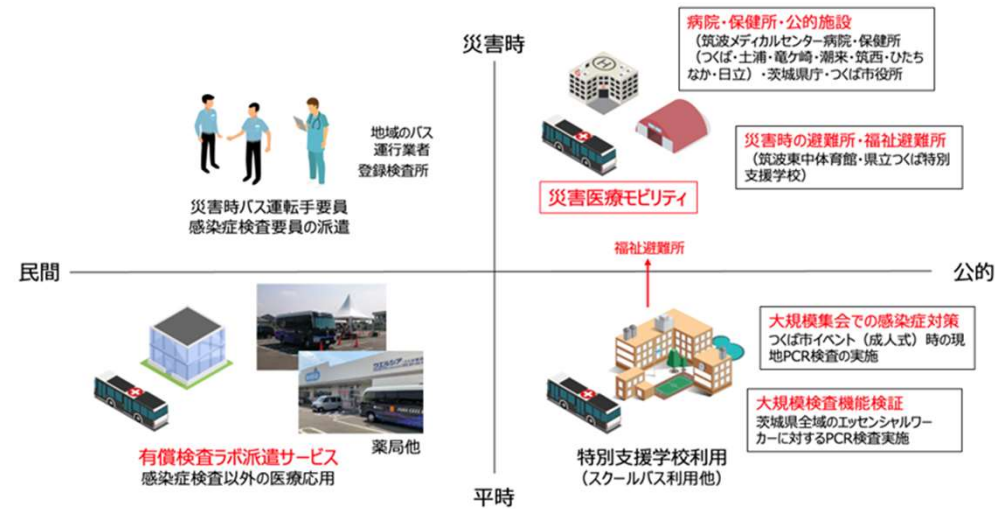 災害時
病院・保健所・公的施設
（筑波メディカルセンター病院・保健所
（つくば・土浦・竜ケ崎・潮来・筑西・ひたち
なか・日立）・茨城県庁・つくば市役所
地域のバス
運行業者
登録検査所
災害時バス運転手要員
感染症検査要員の派遣
災害時の避難所・福祉避難所
（筑波東中体育館・県立つくば特別
支援学校）
災害医療モビリティ
福祉避難所
民間
公的
大規模集会での感染症対策
つくば市イベント（成人式）時の現
地PCR検査の実施
大規模検査機能検証
茨城県全域のエッセンシャルワー
カーに対するPCR検査実施
ウエルシア
薬局他
有償検査ラボ派遣サービス
感染症検査以外の医療応用
特別支援学校利用
（スクールバス利用他）
平時